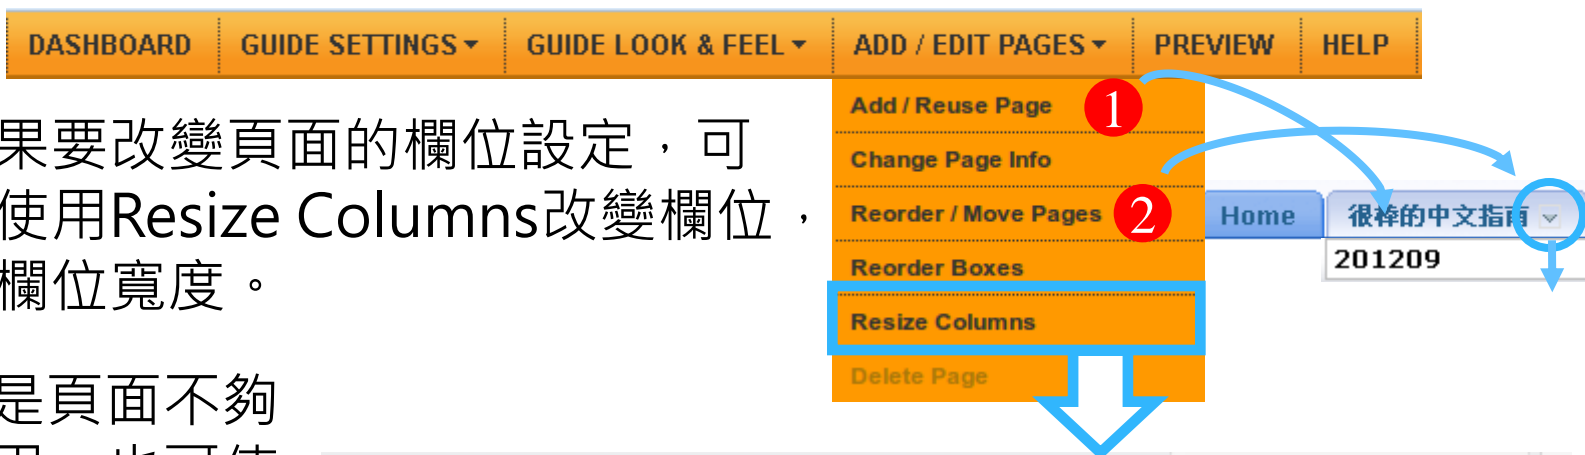 DASHBOARD GUIDE SETTINGS GUIDE LOOK & FEEL ADD / EDIT PAGES PREVIEW HELP
Add / Reuse Page 1
Change Page Info
Reorder / Move Pages 2
Reorder Boxes
Resize Columns
Delete Page
果要改變頁面的欄位設定，可
使用Resize Columns改變欄位，
欄位寬度。
是頁面不夠
Home 很棒的中文指南
201209